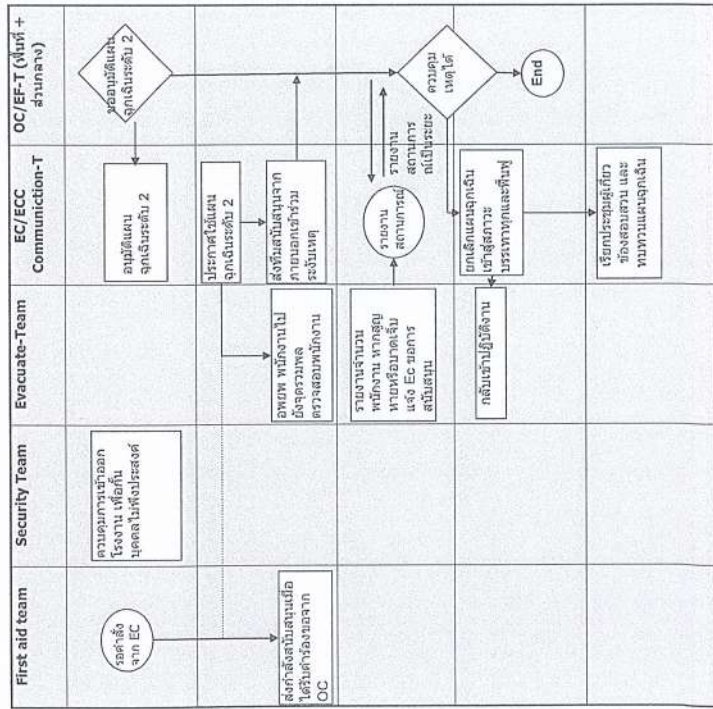 First aid team
Security Team
Evacuate-Team
EC/ECC
Communiction-T
OC/EF-T (พื้นที่ +
ส่วนกลาง)
รอคำสั่ง
จาก EC
ควบคุมการเข้าออก
โรงงาน เพื่อกัน
บุคคลไม่พึงประสงค์
อนุมัติแผน
ฉุกเฉินระดับ 2
ขออนุมัติแผน
ฉุกเฉินระดับ 2
ส่งกำลังสนับสนุนเมื่อ
ได้รับคำร้องขอจาก
OC
อพยพ พนักงานไป
ยังจุดรวมพล
ตรวจสอบพนักงาน
ประกาศใช้แผน
ฉุกเฉินระดับ 2
ส่งทีมสนับสนุนจาก
ภายนอกเข้าร่วม
ระงับเหตุ
รายงานจำนวน
พนักงาน หากสูญ
หายหรือบาดเจ็บ
แจ้ง Ec ขอการ
สนับสนุน
รายงาน
สถานการณ์
รายงาน
สถานการ
ณ์เป็นระยะ
ควบคุม
เหตุได้
กลับเข้าปฏิบัติงาน
ยกเลิกแผนฉุกเฉิน
เข้าสู่สภาวะ
บรรเทาทุกและฟื้นฟู
End
เรียกประชุมผู้เกี่ยว
ข้องสอบสวน และ
ทบทวนแผนฉุกเฉิน